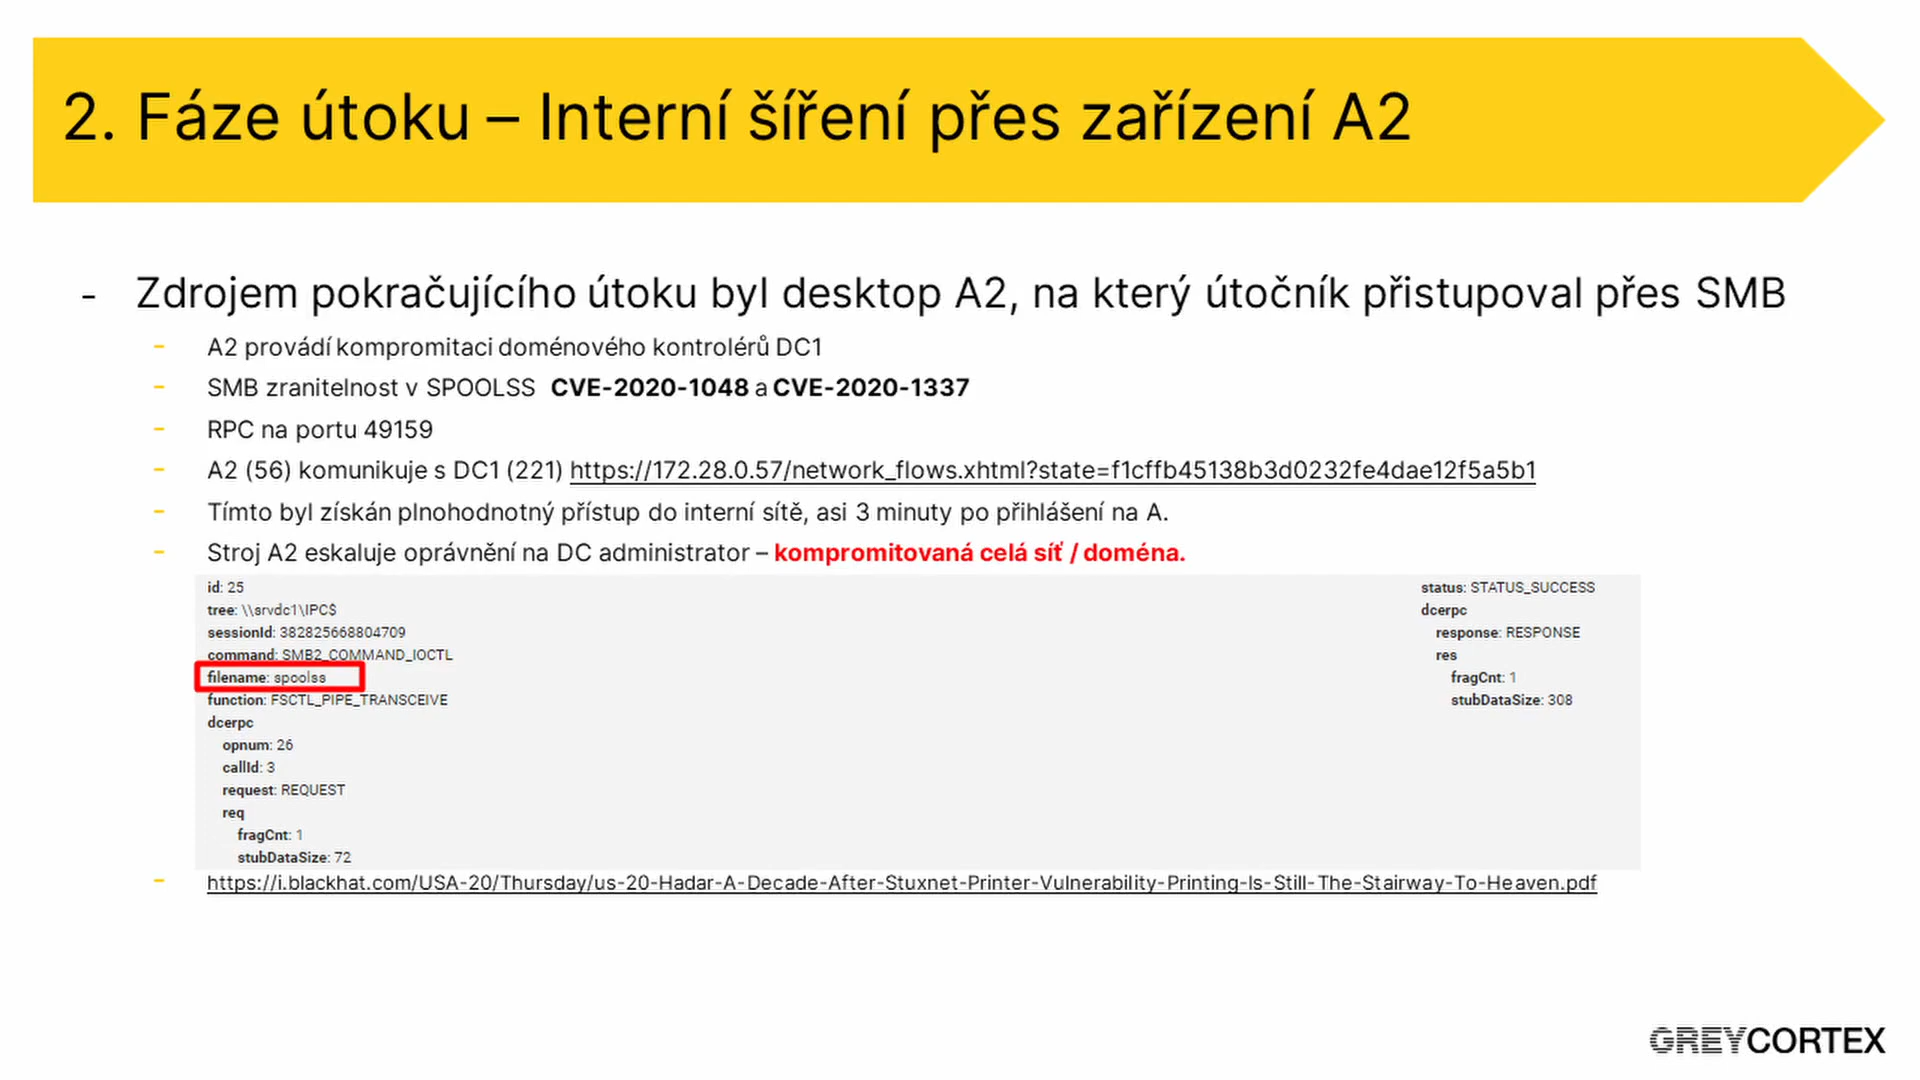 2. Fáze útoku – Interní šíření přes zařízení A2
- Zdrojem pokračujícího útoku byl desktop A2, na který útočník přistupoval přes SMB
- A2 provádí kompromitaci doménového kontrolérů DC1
- SMB zranitelnost v SPOOLSS CVE-2020-1048 a CVE-2020-1337
- RPC na portu 49159
- A2 (56) komunikuje s DC1 (221) https://172.28.0.57/network_flows.xhtml?state=f1cffb45138b3d0232fe4dae12f5a5b1
- Tímto byl získán plnohodnotný přístup do interní sítě, asi 3 minuty po přihlášení na A.
- Stroj A2 eskaluje oprávnění na DC administrator – kompromitovaná celá síť / doména.
id: 25
tree: \\srvdc1\IPC$
sessionId: 382825668804709
command: SMB2_COMMAND_IOCTL
filename: spoolss
function: FSCTL_PIPE_TRANSCEIVE
dcerpc
opnum: 26
callId: 3
request: REQUEST
req
fragCnt: 1
stubDataSize: 72
status: STATUS_SUCCESS
dcerpc
response: RESPONSE
res
fragCnt: 1
stubDataSize: 308
- https://i.blackhat.com/USA-20/Thursday/us-20-Hadar-A-Decade-After-Stuxnet-Printer-Vulnerability-Printing-Is-Still-The-Stairway-To-Heaven.pdf
GREYCORTEX